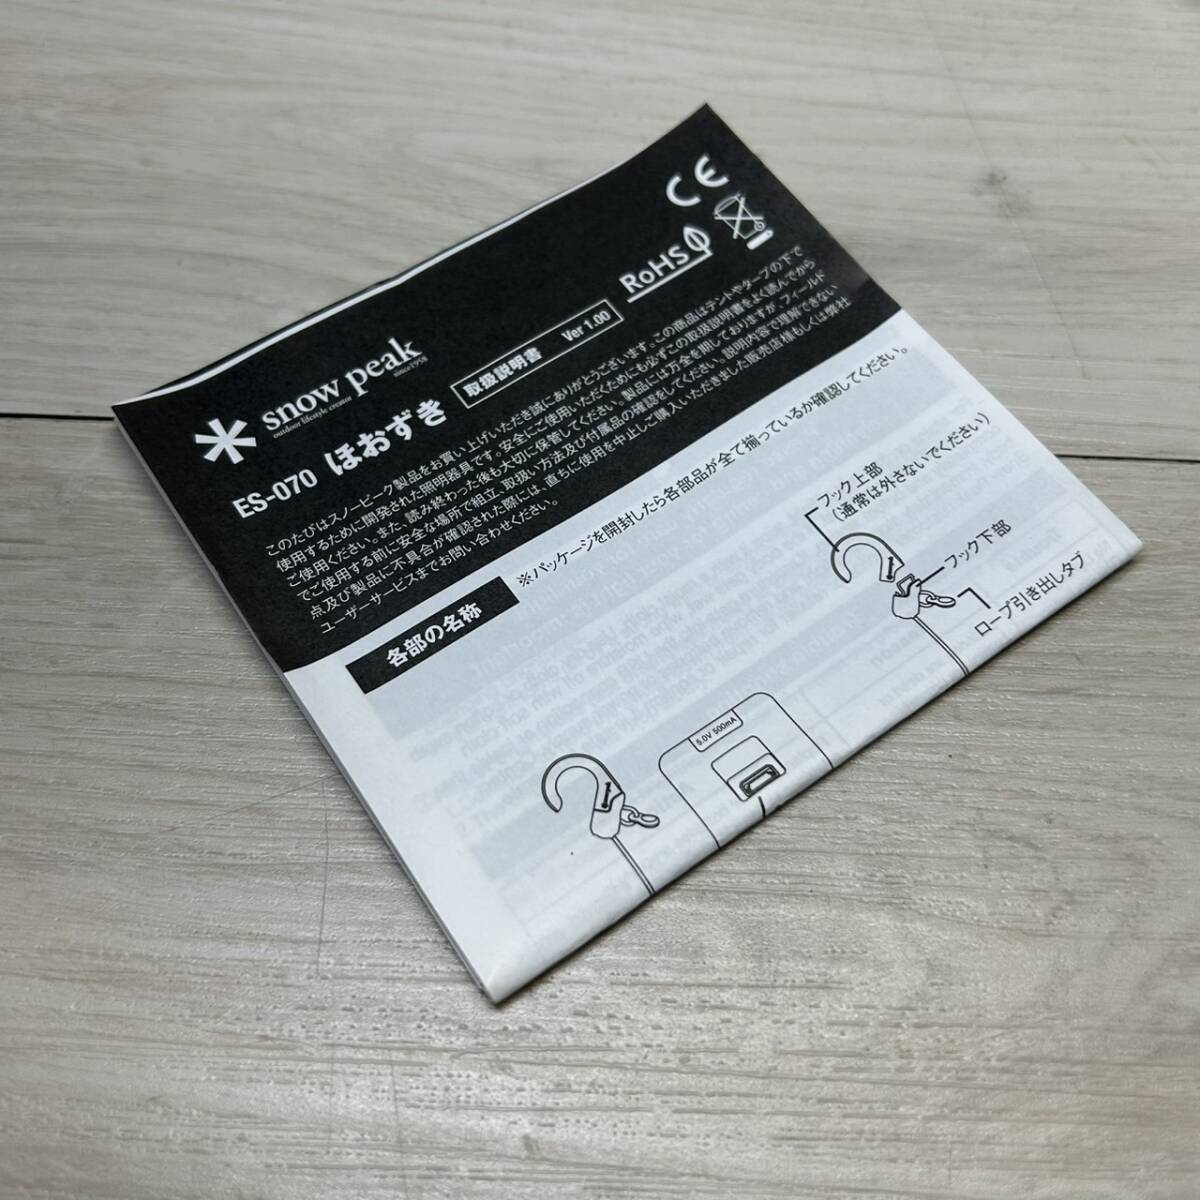 CE
RoHS
snow peak
outdoor lifestyle creator since1958
ES-070 ほおずき 取扱説明書 Ver 1.00
このたびはスノーピーク製品をお買い上げいただき誠にありがとうございます。この商品はテントやタープの下で
使用するために開発された照明器具です。安全にご使用いただくためにも必ずこの取扱説明書をよく読んでから
ご使用ください。また、読み終わった後も大切に保管してください。製品には万全を期しておりますが、フィールド
でご使用する前に安全な場所で組立、取扱い方法及び付属品の確認をしてください。説明内容で理解できない
点及び製品に不具合が確認された際には、直ちに使用を中止しご購入いただきました販売店様もしくは弊社
ユーザーサービスまでお問い合わせください。
各部の名称
※パッケージを開封したら各部品が全て揃っているか確認してください。
フック上部
(通常は外さないでください)
フック下部
ロープ引き出しタブ
5.0V 500mA